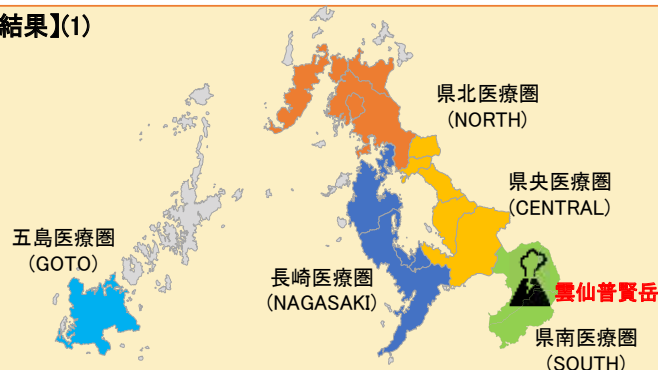 結果】(1)
県北医療圏
(NORTH)
県央医療圏
(CENTRAL)
五島医療圏
(GOTO)
長崎医療圏
(NAGASAKI)
雲仙普賢岳
県南医療圏
(SOUTH)